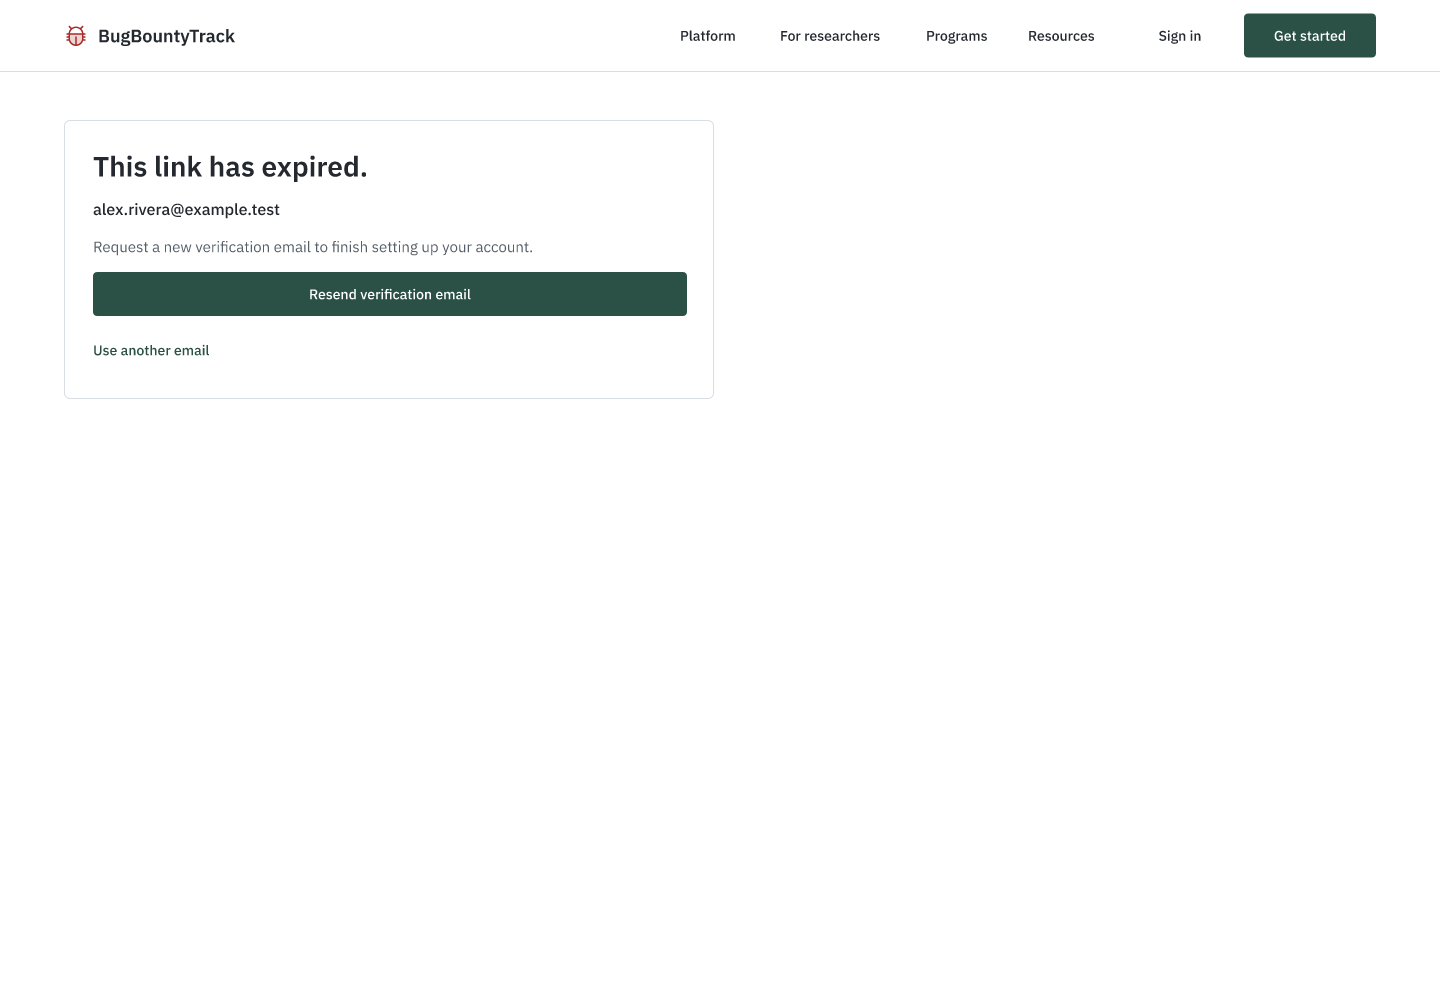 BugBountyTrack
Platform
For researchers
Programs
Resources
Sign in
Get started
This link has expired.
alex.rivera@example.test
Request a new verification email to finish setting up your account.
Resend verification email
Use another email